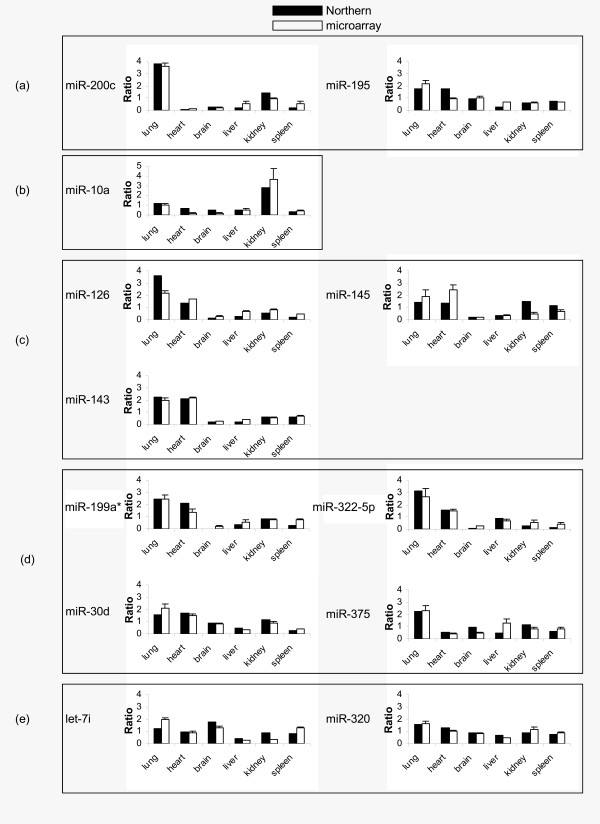 Northern
microarray
(a)
miR-200c
Ratio
4
3
2
1
0
lung
heart
brain
liver
kidney
spleen
miR-195
Ratio
4
3
2
1
0
lung
heart
brain
liver
kidney
spleen
(b)
miR-10a
Ratio
5
4
3
2
1
0
lung
heart
brain
liver
kidney
spleen
(c)
miR-126
Ratio
4
3
2
1
0
lung
heart
brain
liver
kidney
spleen
miR-145
Ratio
4
3
2
1
0
lung
heart
brain
liver
kidney
spleen
miR-143
Ratio
4
3
2
1
0
lung
heart
brain
liver
kidney
spleen
(d)
miR-199a*
Ratio
4
3
2
1
0
lung
heart
brain
liver
kidney
spleen
miR-322-5p
Ratio
4
3
2
1
0
lung
heart
brain
liver
kidney
spleen
miR-30d
Ratio
4
3
2
1
0
lung
heart
brain
liver
kidney
spleen
miR-375
Ratio
4
3
2
1
0
lung
heart
brain
liver
kidney
spleen
(e)
let-7i
Ratio
4
3
2
1
0
lung
heart
brain
liver
kidney
spleen
miR-320
Ratio
4
3
2
1
0
lung
heart
brain
liver
kidney
spleen